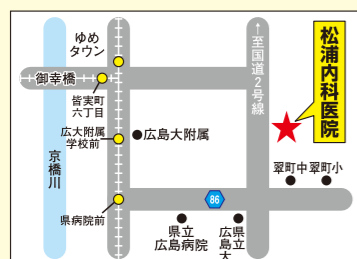 ゆめ
タウン
御幸橋
皆実町
六丁目
広大附属
学校前
広島大附属
京橋川
県病院前
86
県立
広島病院
広島大
県立
↑至国道2号線
松浦内科医院
翠町中
翠町小